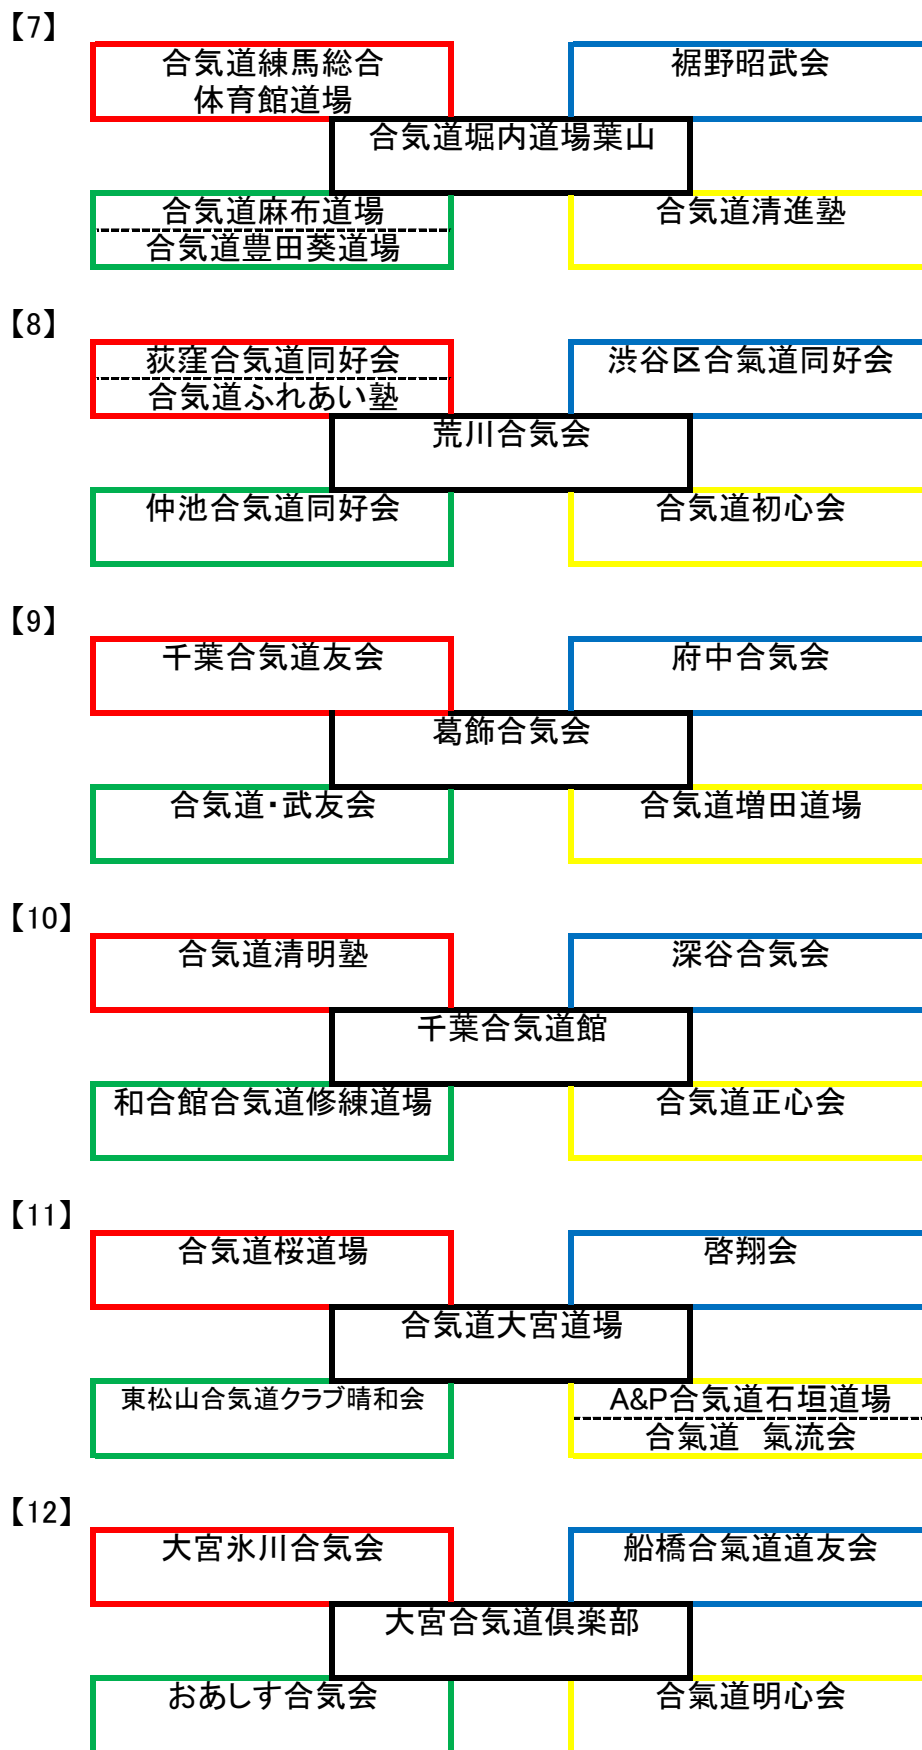 【7】
合気道練馬総合
体育館道場
裾野昭武会
合気道堀内道場葉山
合気道麻布道場
合気道豊田葵道場
合気道清進塾
【8】
荻窪合気道同好会
合気道ふれあい塾
渋谷区合氣道同好会
荒川合気会
仲池合気道同好会
合気道初心会
【9】
千葉合気道友会
府中合気会
葛飾合気会
合気道・武友会
合気道増田道場
【10】
合気道清明塾
深谷合気会
千葉合気道館
和合館合気道修練道場
合気道正心会
【11】
合気道桜道場
啓翔会
合気道大宮道場
東松山合気道クラブ晴和会
A&P合気道石垣道場
合氣道　氣流会
【12】
大宮氷川合気会
船橋合氣道道友会
大宮合気道倶楽部
おあしす合気会
合氣道明心会